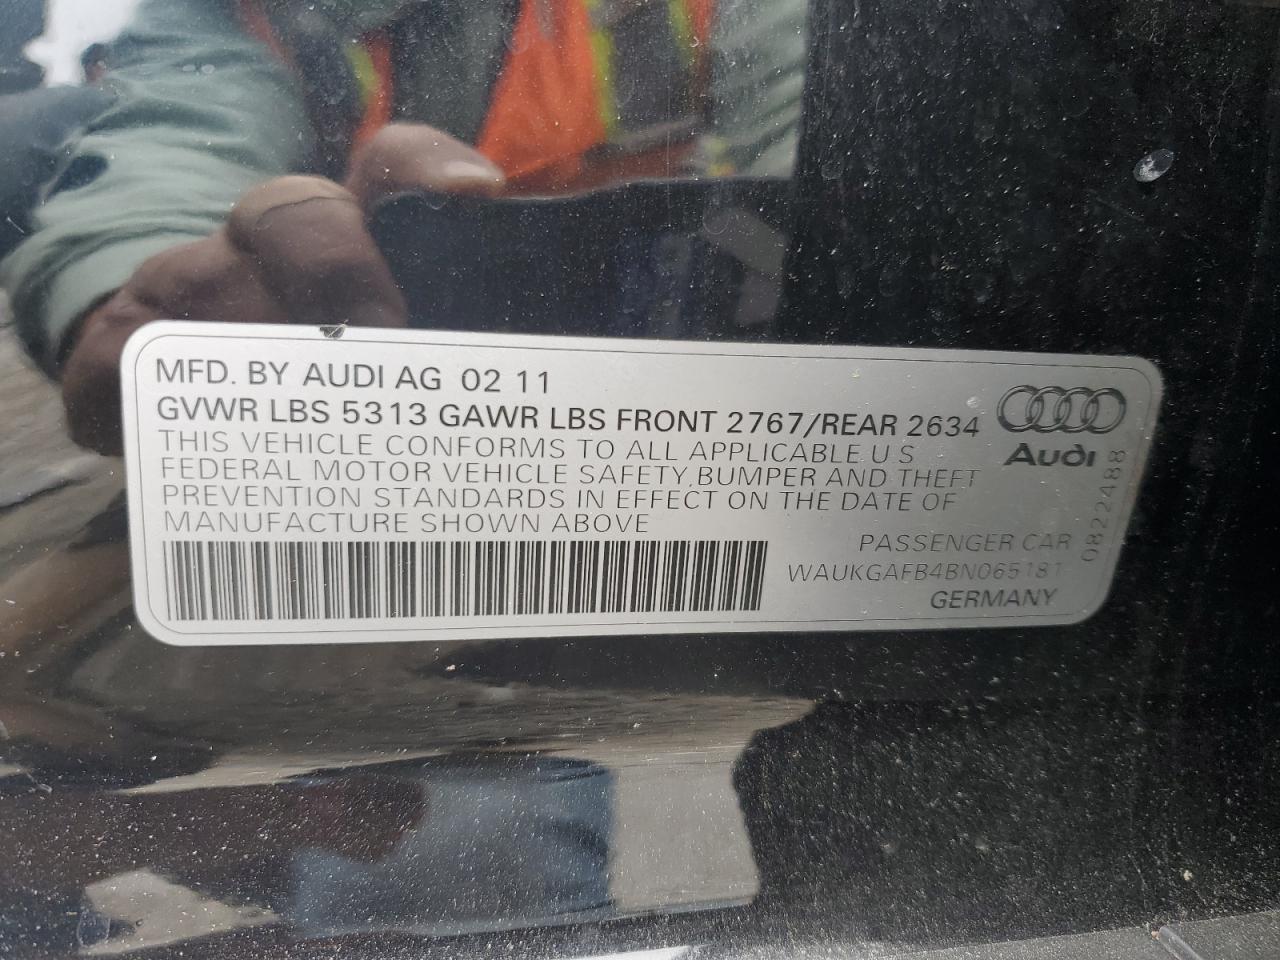 MFD. BY AUDI AG 02 11
GVWR LBS 5313 GAWR LBS FRONT 2767/REAR 2634
THIS VEHICLE CONFORMS TO ALL APPLICABLE U S
FEDERAL MOTOR VEHICLE SAFETY, BUMPER AND THEFT
PREVENTION STANDARDS IN EFFECT ON THE DATE OF
MANUFACTURE SHOWN ABOVE
Audi
0822488
PASSENGER CAR
WAUKGAFB4BN065181
GERMANY